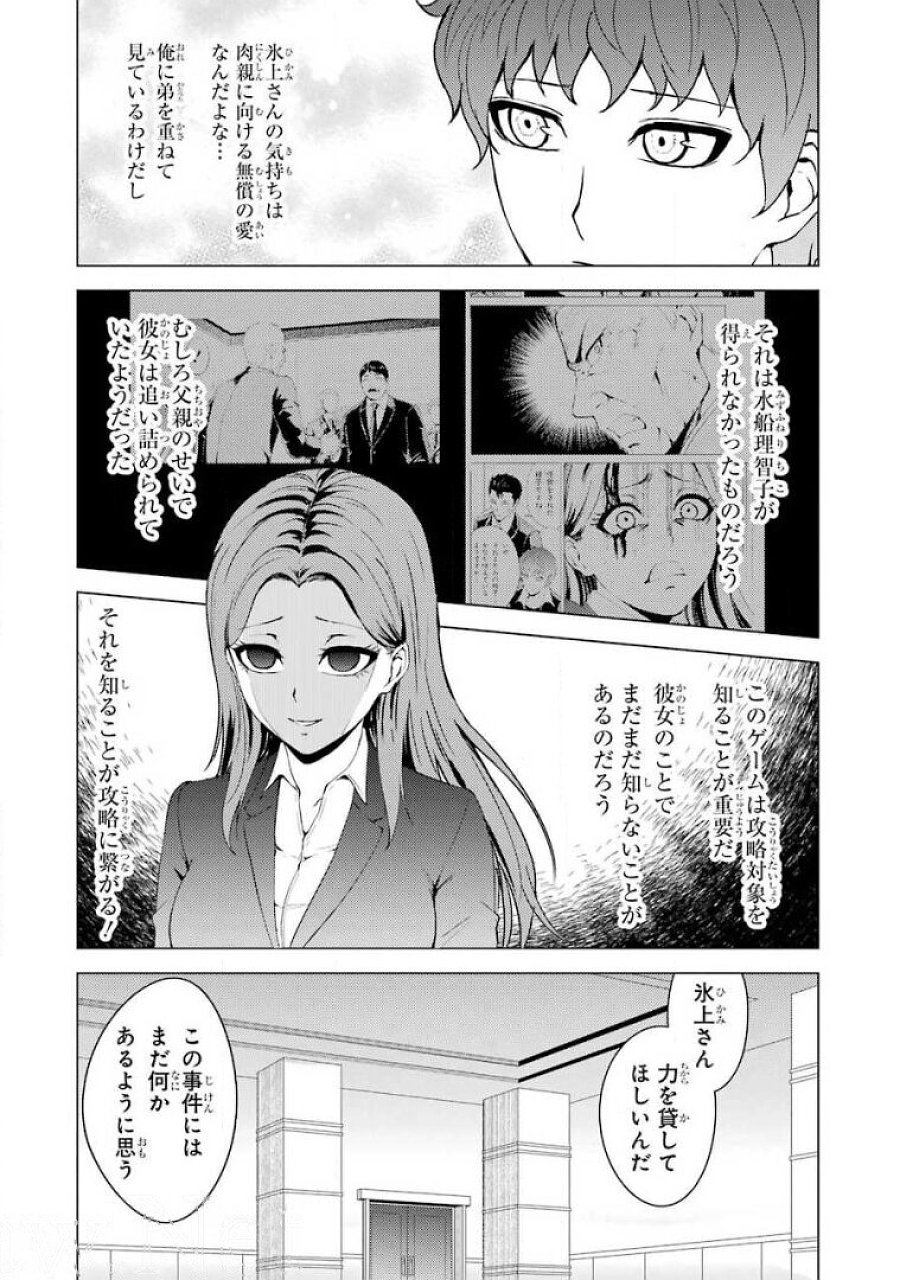 氷上さんの気持ちは
肉親に向ける無償の愛
なんだよな…
俺に弟を重ねて
見ているわけだし
それは水船理智子が
得られなかったものだろう
むしろ父親のせいで
彼女は追い詰められて
いたようだった
このゲームは攻略対象を
知ることが重要だ
彼女のことで
まだまだ知らないことが
あるのだろう
それを知ることが攻略に繋がる!
氷上さん
力を貸して
ほしいんだ
この事件には
まだ何か
あるように思う